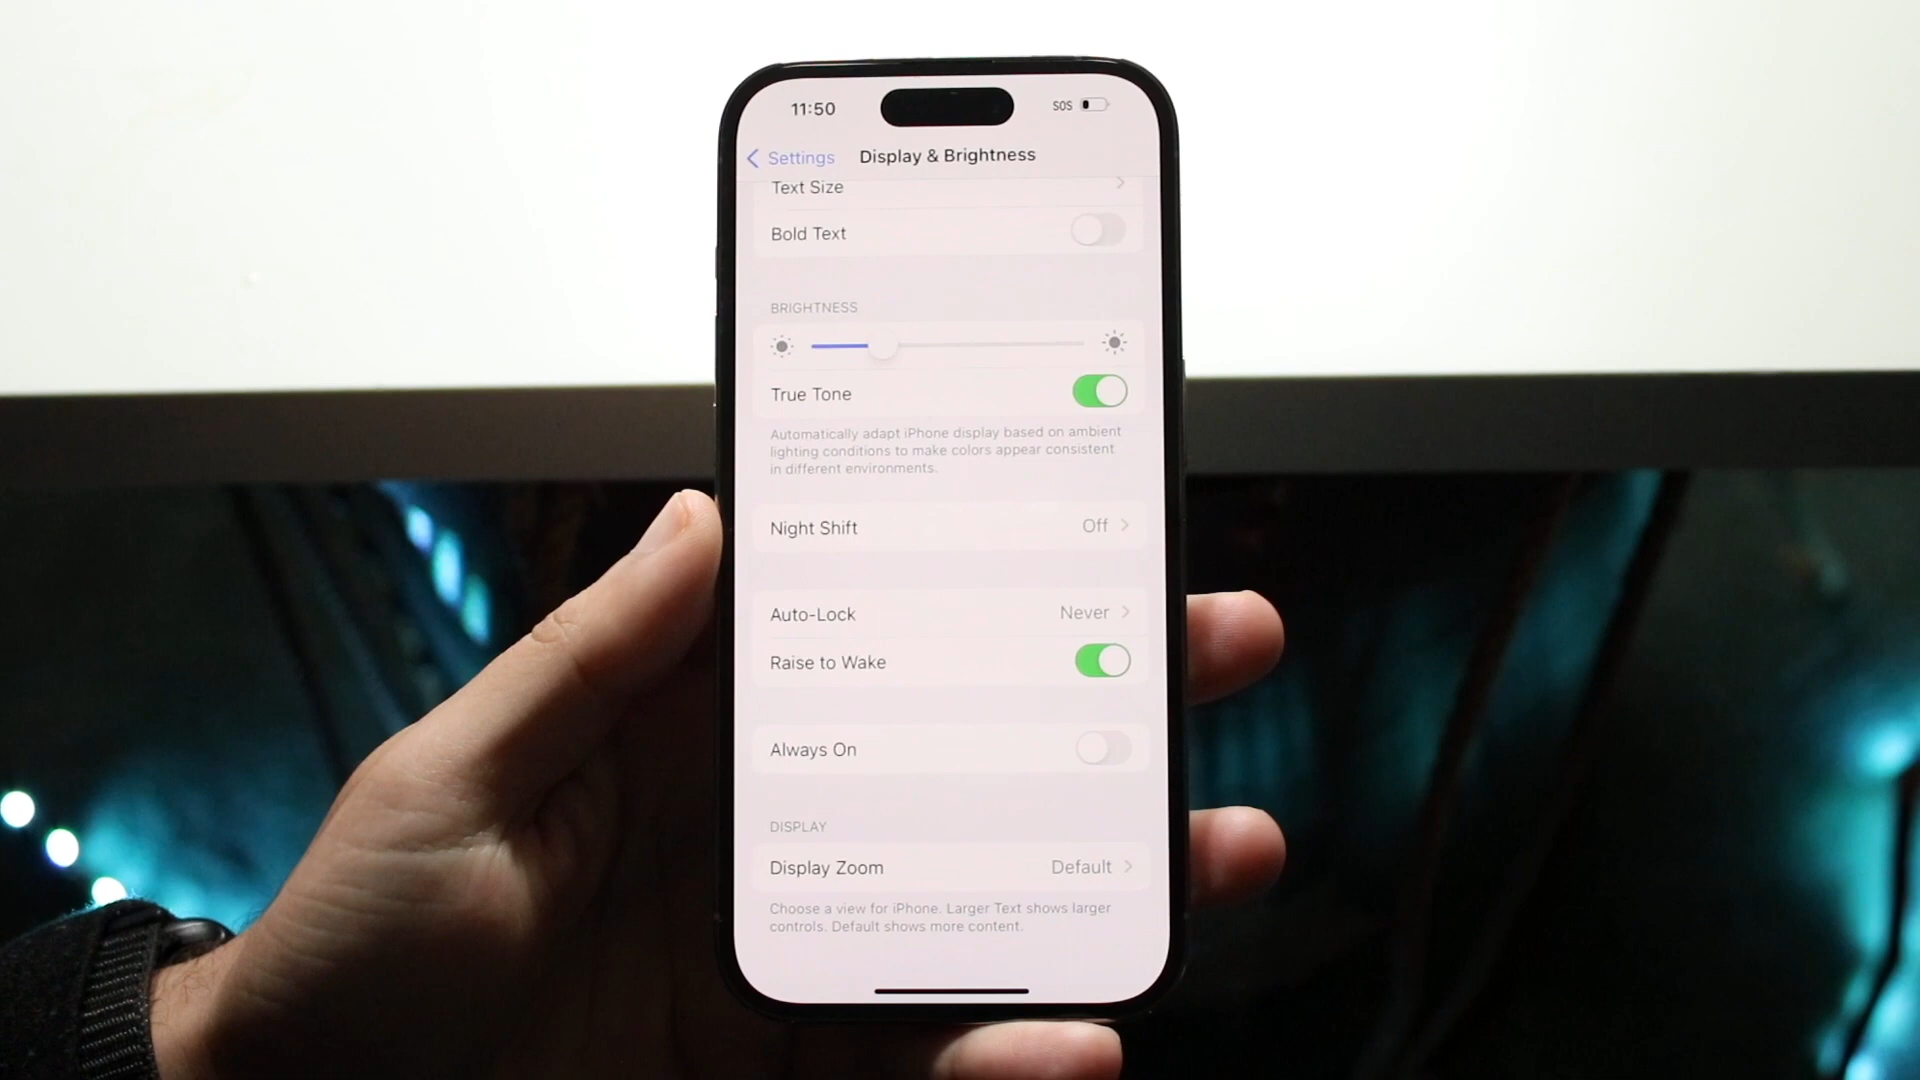 11:50
SOS
Settings
Display & Brightness
Text Size
Bold Text
BRIGHTNESS
True Tone
Automatically adapt iPhone display based on ambient
lighting conditions to make colors appear consistent
in different environments.
Night Shift Off
Auto-Lock Never
Raise to Wake
Always On
DISPLAY
Display Zoom Default
Choose a view for iPhone. Larger Text shows larger
controls. Default shows more content.